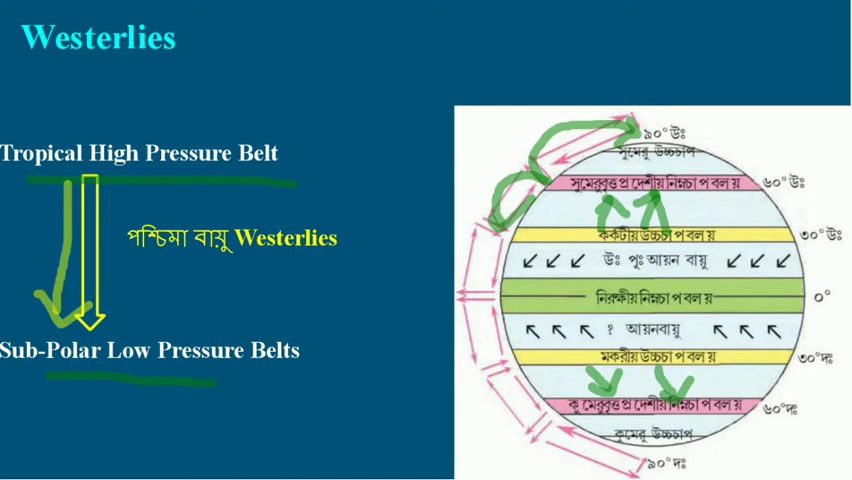 Westerlies
Tropical High Pressure Belt
পশ্চিমা বায়ু Westerlies
Sub-Polar Low Pressure Belts
৯০° উঃ
সুমেরু উচ্চচাপ
সুমেরুবৃত্ত প্রদেশীয় নিম্নচাপ বলয়
৬০° উঃ
কর্কটীয় উচ্চচাপ বলয়
৩০° উঃ
উঃ পূঃ আয়ন বায়ু
নিরক্ষীয় নিম্নচাপ বলয়
০°
? আয়নবায়ু
মকরীয় উচ্চচাপ বলয়
৩০° দঃ
কুমেরুবৃত্ত প্রদেশীয় নিম্নচাপ বলয়
৬০° দঃ
কুমেরু উচ্চচাপ
৯০° দঃ